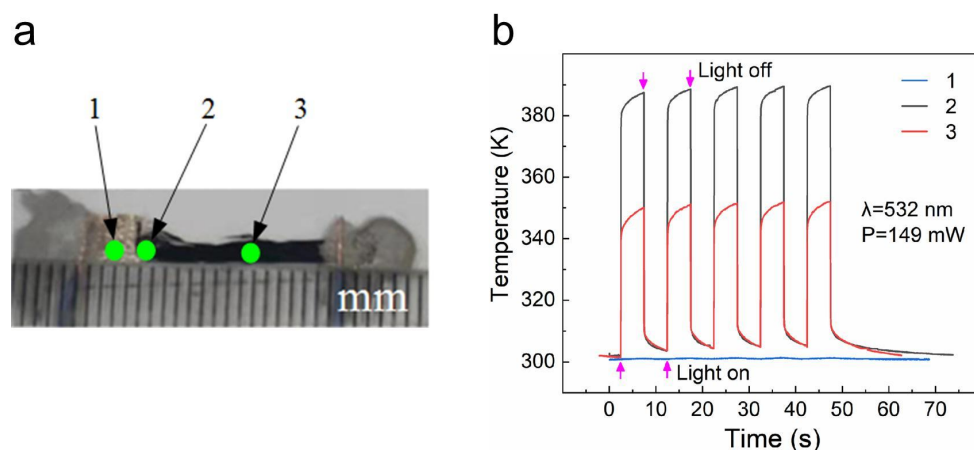 a
1 2 3
mm
b
Light off
1
2
3
380
360
340
320
300
λ=532 nm
P=149 mW
Light on
0 10 20 30 40 50 60 70
Temperature (K)
Time (s)